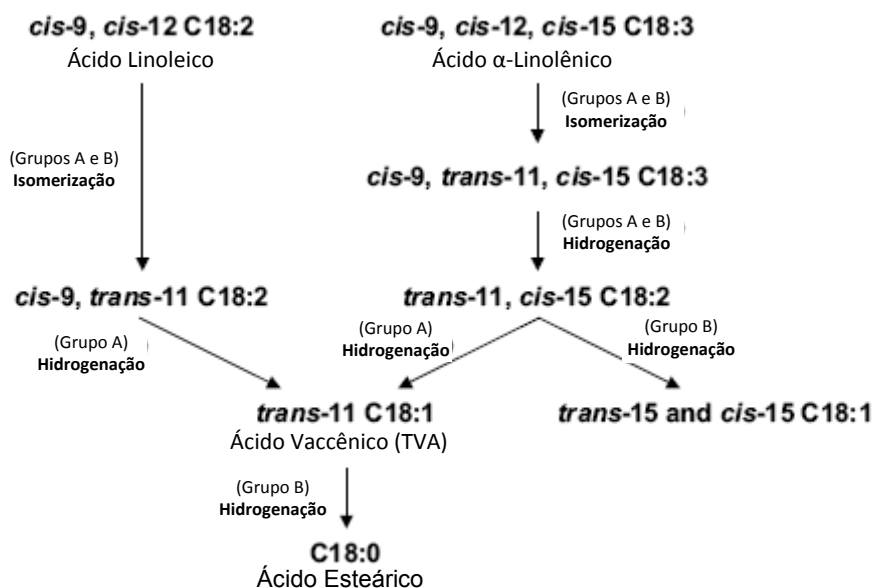 cis-9, cis-12 C18:2
Ácido Linoleico
cis-9, cis-12, cis-15 C18:3
Ácido α-Linolênico
(Grupos A e B)
Isomerização
(Grupos A e B)
Isomerização
cis-9, trans-11, cis-15 C18:3
(Grupos A e B)
Hidrogenação
cis-9, trans-11 C18:2
trans-11, cis-15 C18:2
(Grupo A)
Hidrogenação
(Grupo A)
Hidrogenação
(Grupo B)
Hidrogenação
trans-11 C18:1
Ácido Vaccênico (TVA)
trans-15 and cis-15 C18:1
(Grupo B)
Hidrogenação
C18:0
Ácido Esteárico